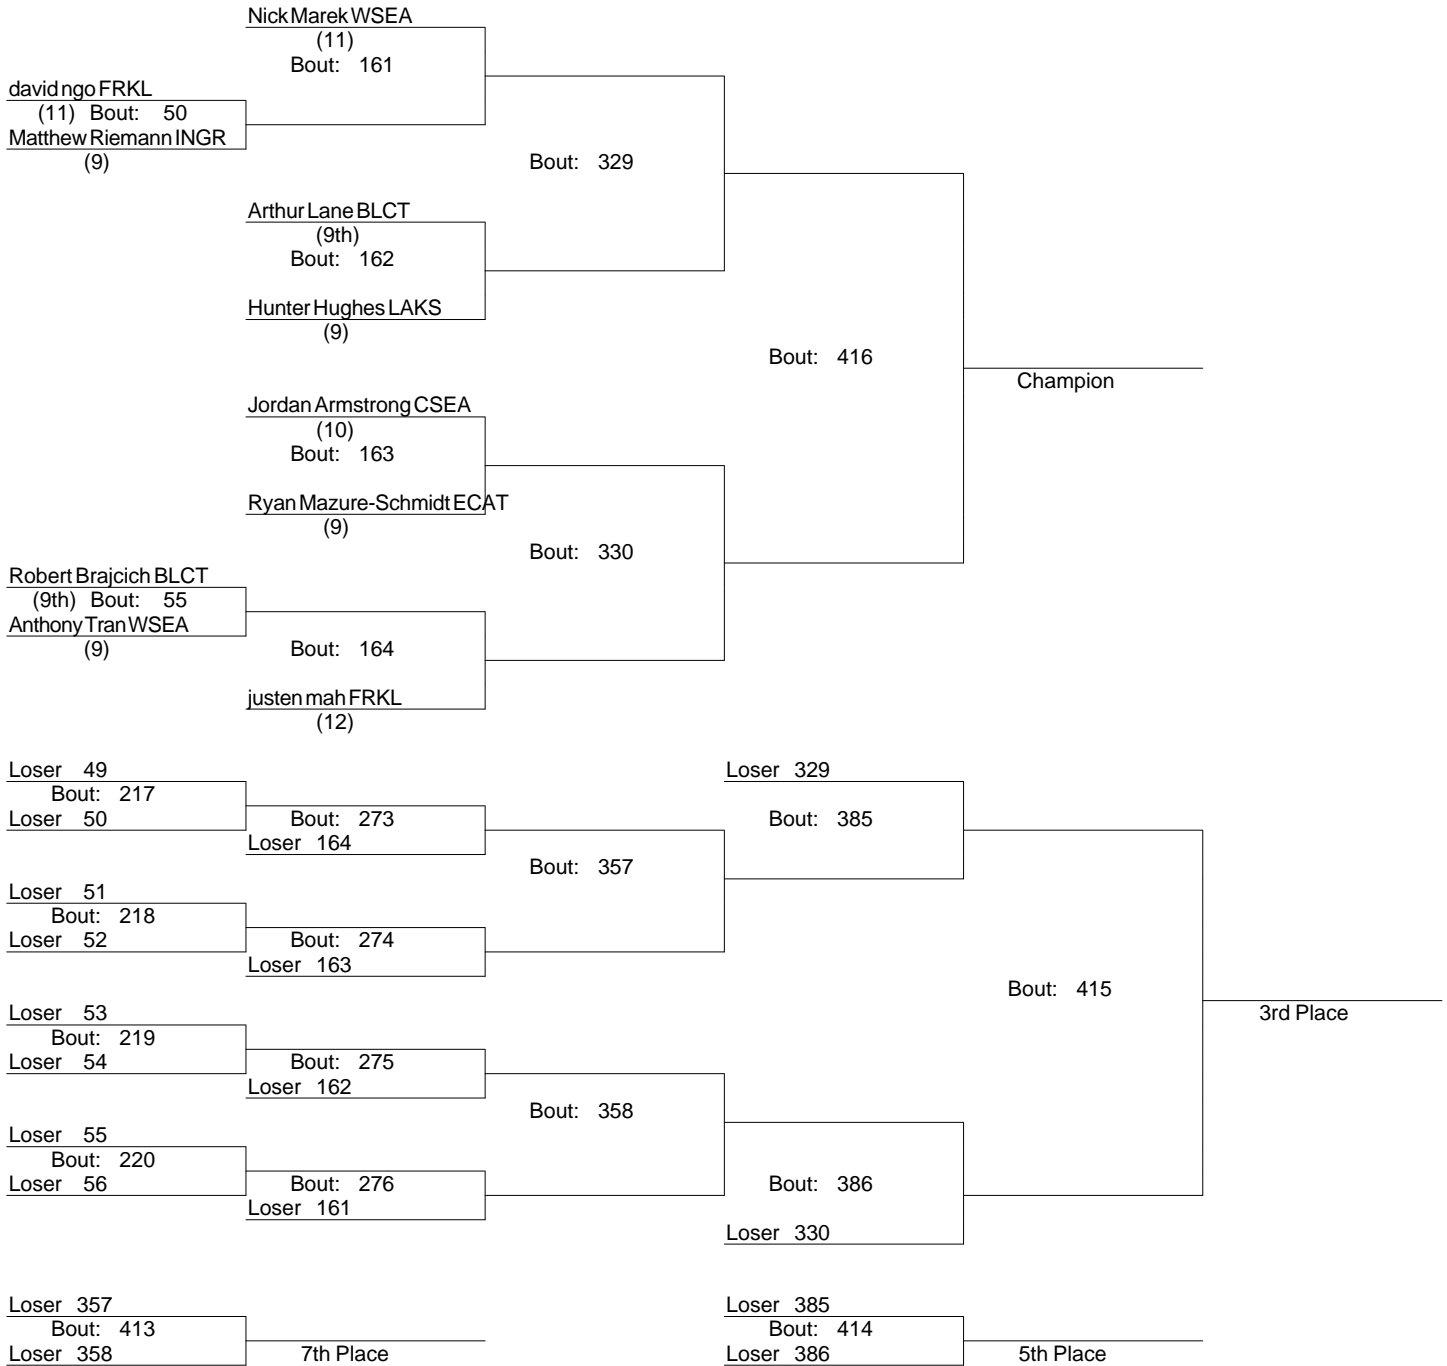 Nick Marek WSEA
(11)
Bout: 161
david ngo FRKL
(11) Bout: 50
Matthew Riemann INGR
(9)
Bout: 329
Arthur Lane BLCT
(9th)
Bout: 162
Hunter Hughes LAKS
(9)
Bout: 416
Champion
Jordan Armstrong CSEA
(10)
Bout: 163
Ryan Mazure-Schmidt ECAT
(9)
Bout: 330
Robert Brajcich BLCT
(9th) Bout: 55
Anthony Tran WSEA
(9)
Bout: 164
justen mah FRKL
(12)
Loser 49
Bout: 217
Loser 50
Bout: 273
Loser 164
Bout: 357
Loser 329
Bout: 385
Loser 51
Bout: 218
Loser 52
Bout: 274
Loser 163
Bout: 415
3rd Place
Loser 53
Bout: 219
Loser 54
Bout: 275
Loser 162
Bout: 358
Loser 55
Bout: 220
Loser 56
Bout: 276
Loser 161
Bout: 386
Loser 330
Loser 357
Bout: 413
Loser 358
7th Place
Loser 385
Bout: 414
Loser 386
5th Place